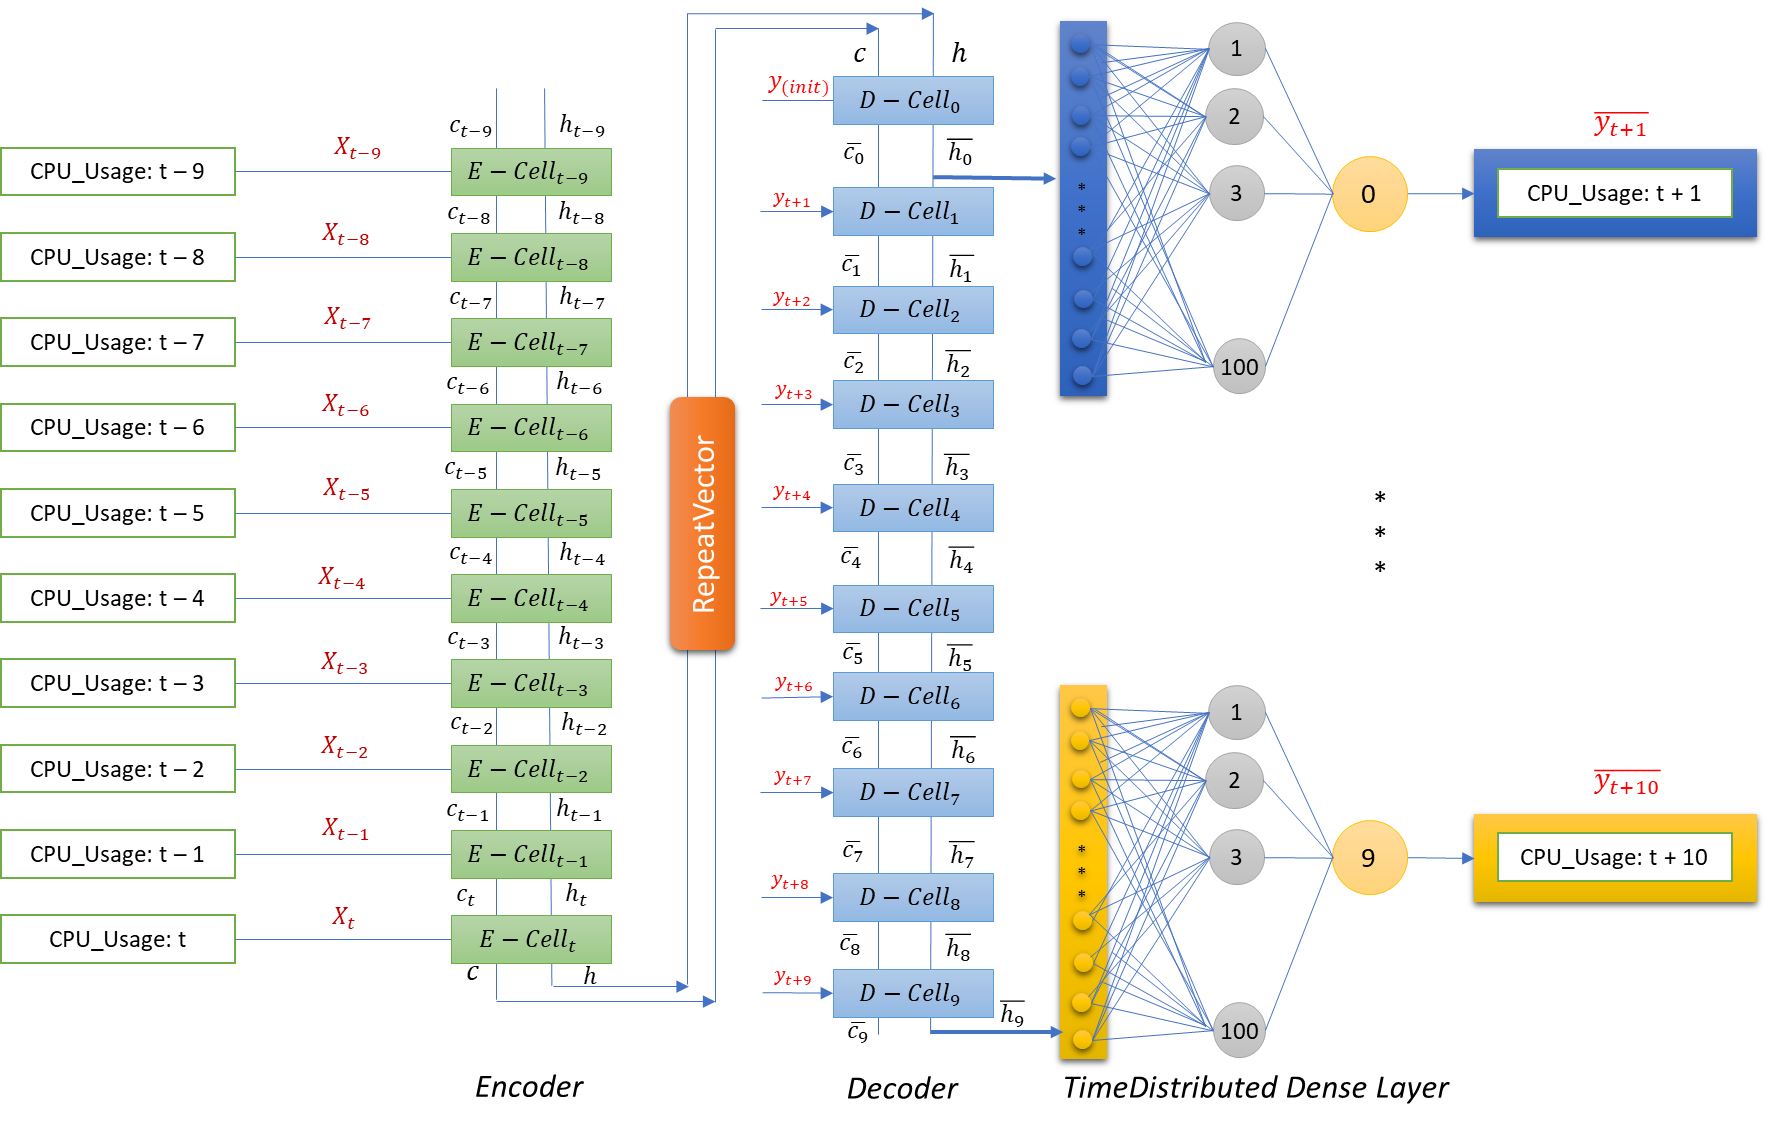 CPU_Usage: t – 9
CPU_Usage: t – 8
CPU_Usage: t – 7
CPU_Usage: t – 6
CPU_Usage: t – 5
CPU_Usage: t – 4
CPU_Usage: t – 3
CPU_Usage: t – 2
CPU_Usage: t – 1
CPU_Usage: t
X_{t−9}
X_{t−8}
X_{t−7}
X_{t−6}
X_{t−5}
X_{t−4}
X_{t−3}
X_{t−2}
X_{t−1}
X_t
c_{t−9} h_{t−9}
E − Cell_{t−9}
c_{t−8} h_{t−8}
E − Cell_{t−8}
c_{t−7} h_{t−7}
E − Cell_{t−7}
c_{t−6} h_{t−6}
E − Cell_{t−6}
c_{t−5} h_{t−5}
E − Cell_{t−5}
c_{t−4} h_{t−4}
E − Cell_{t−4}
c_{t−3} h_{t−3}
E − Cell_{t−3}
c_{t−2} h_{t−2}
E − Cell_{t−2}
c_{t−1} h_{t−1}
E − Cell_{t−1}
c_t h_t
E − Cell_t
c h
Encoder
RepeatVector
c h
y_{(init)}
D − Cell_0
c̅_0 h̅_0
y_{t+1}
D − Cell_1
c̅_1 h̅_1
y_{t+2}
D − Cell_2
c̅_2 h̅_2
y_{t+3}
D − Cell_3
c̅_3 h̅_3
y_{t+4}
D − Cell_4
c̅_4 h̅_4
y_{t+5}
D − Cell_5
c̅_5 h̅_5
y_{t+6}
D − Cell_6
c̅_6 h̅_6
y_{t+7}
D − Cell_7
c̅_7 h̅_7
y_{t+8}
D − Cell_8
c̅_8 h̅_8
y_{t+9}
D − Cell_9
c̅_9 h̅_9
Decoder
*
*
*
1
2
3
100
0
y̅_{t+1}
CPU_Usage: t + 1
*
*
*
*
*
*
1
2
3
100
9
y̅_{t+10}
CPU_Usage: t + 10
TimeDistributed Dense Layer